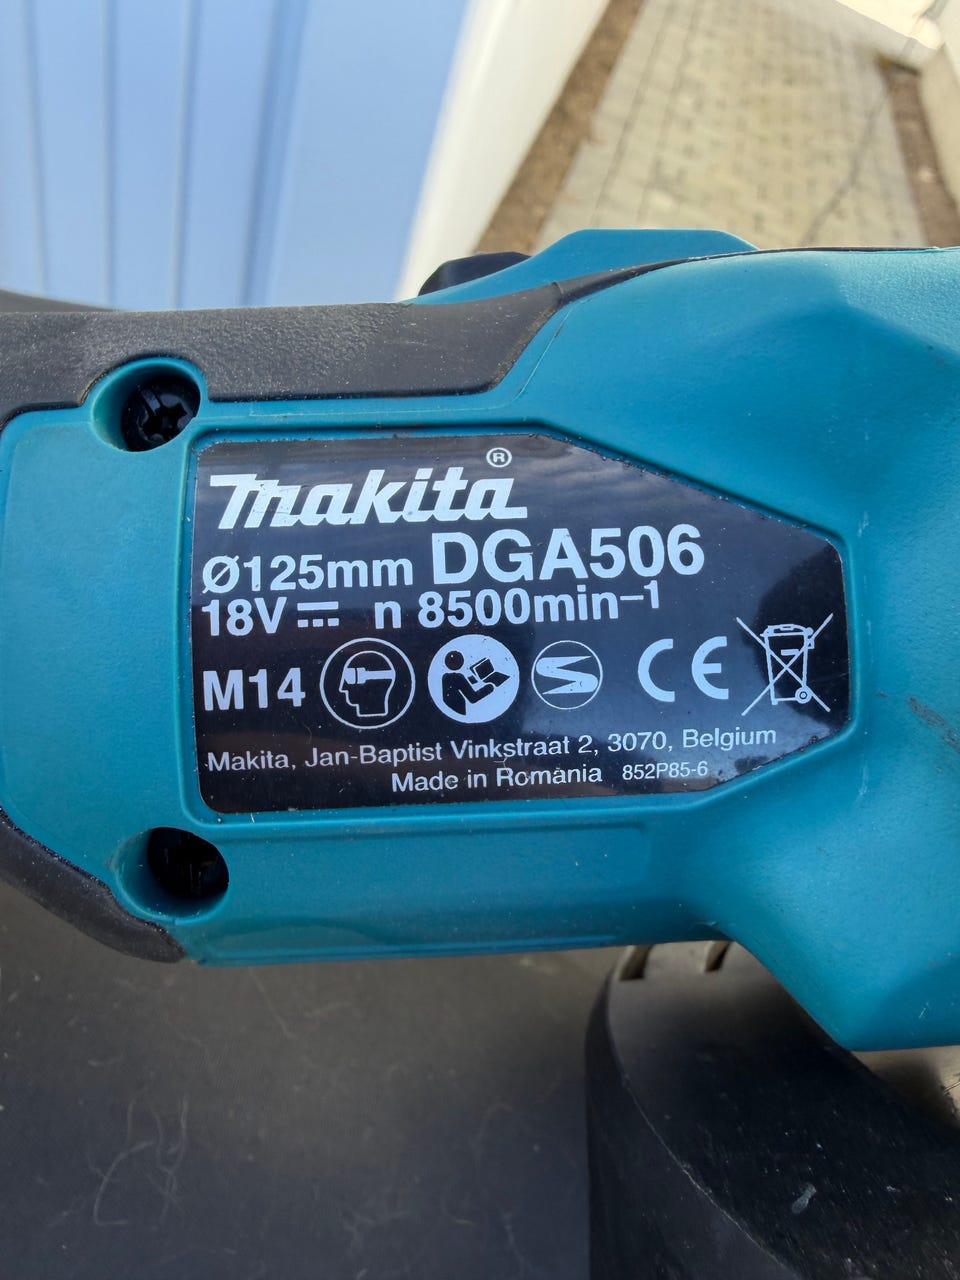 makita®
Ø125mm DGA506
18V⎓ n 8500min⁻¹
M14 CE
Makita, Jan-Baptist Vinkstraat 2, 3070, Belgium
Made in Romania 852P85-6